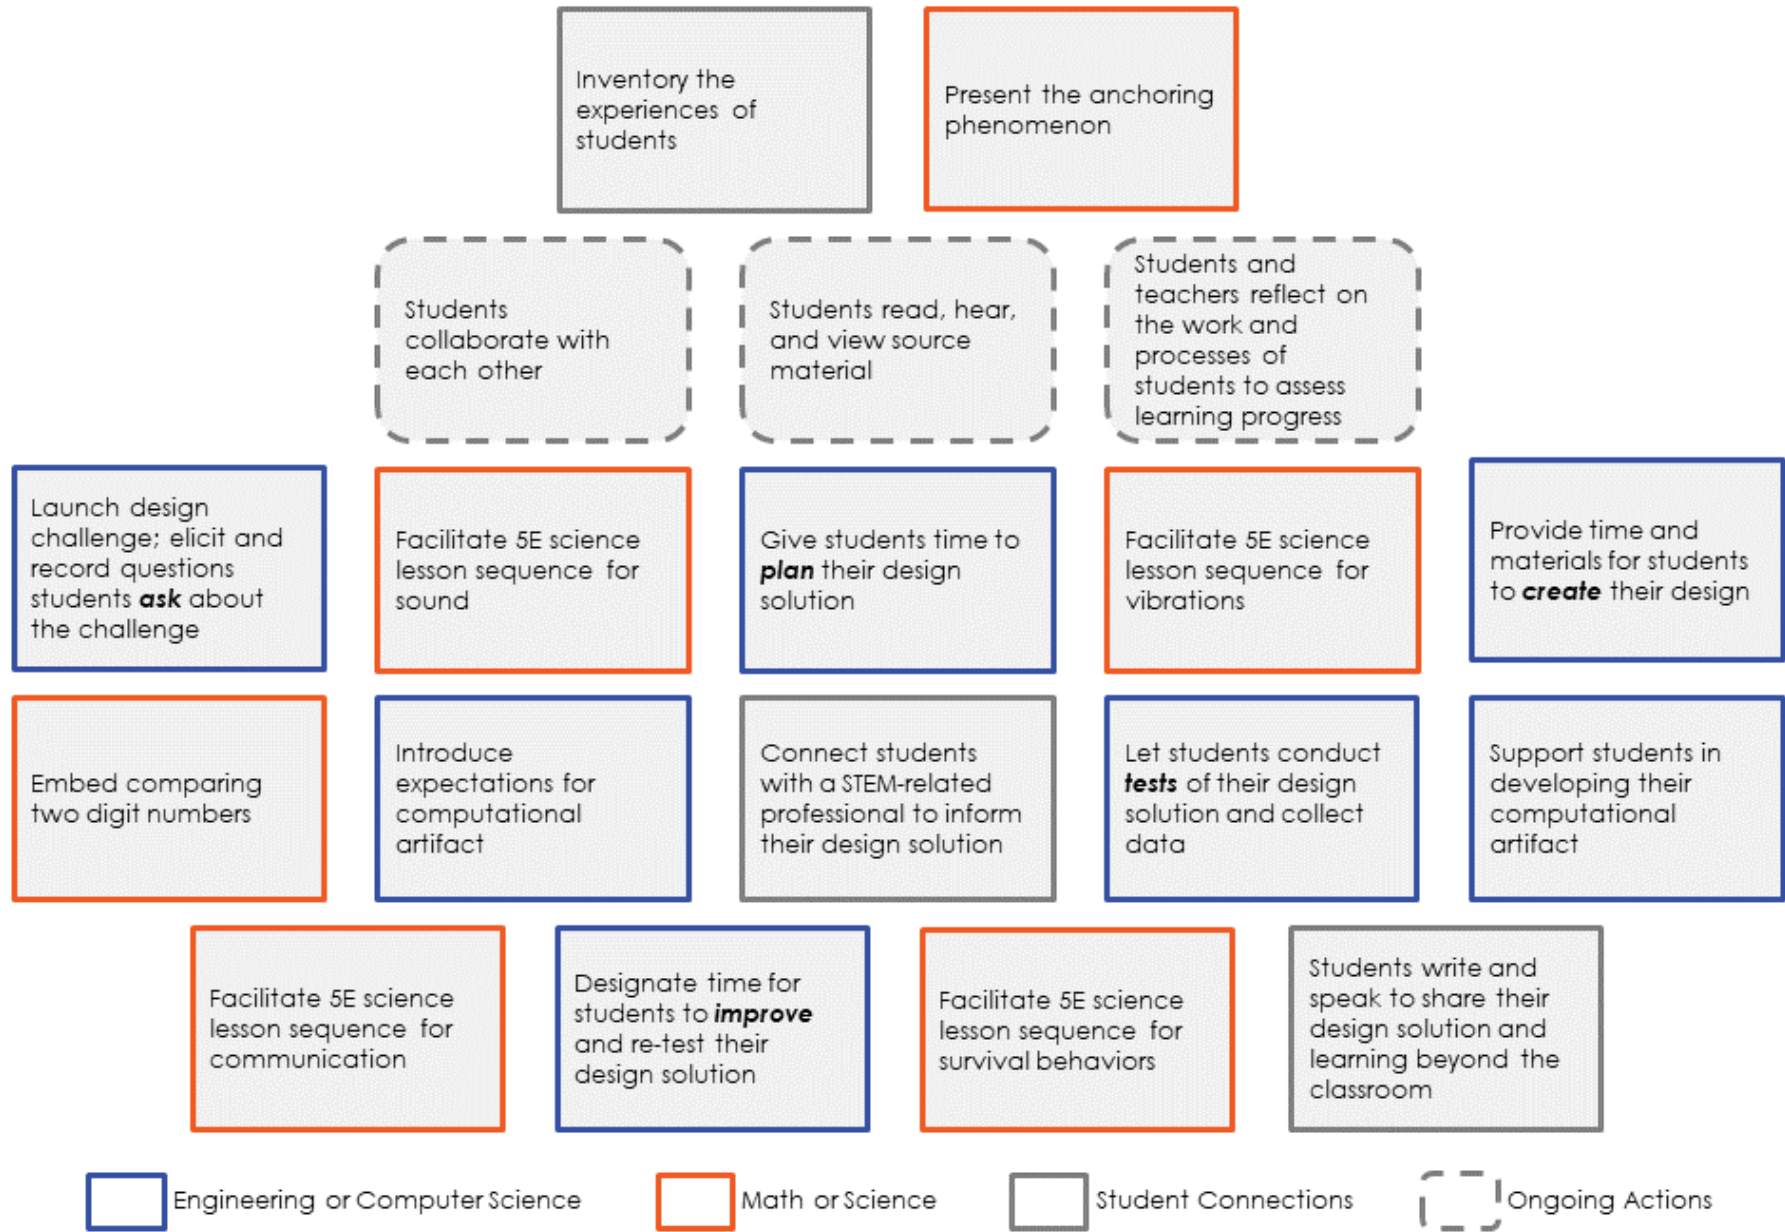 Inventory the
experiences of
students
Present the anchoring
phenomenon
Students
collaborate with
each other
Students read, hear,
and view source
material
Students and
teachers reflect on
the work and
processes of
students to assess
learning progress
Launch design
challenge; elicit and
record questions
students ask about
the challenge
Facilitate 5E science
lesson sequence for
sound
Give students time to
plan their design
solution
Facilitate 5E science
lesson sequence for
vibrations
Provide time and
materials for students
to create their design
Embed comparing
two digit numbers
Introduce
expectations for
computational
artifact
Connect students
with a STEM-related
professional to inform
their design solution
Let students conduct
tests of their design
solution and collect
data
Support students in
developing their
computational
artifact
Facilitate 5E science
lesson sequence for
communication
Designate time for
students to improve
and re-test their
design solution
Facilitate 5E science
lesson sequence for
survival behaviors
Students write and
speak to share their
design solution and
learning beyond the
classroom
Engineering or Computer Science
Math or Science
Student Connections
Ongoing Actions